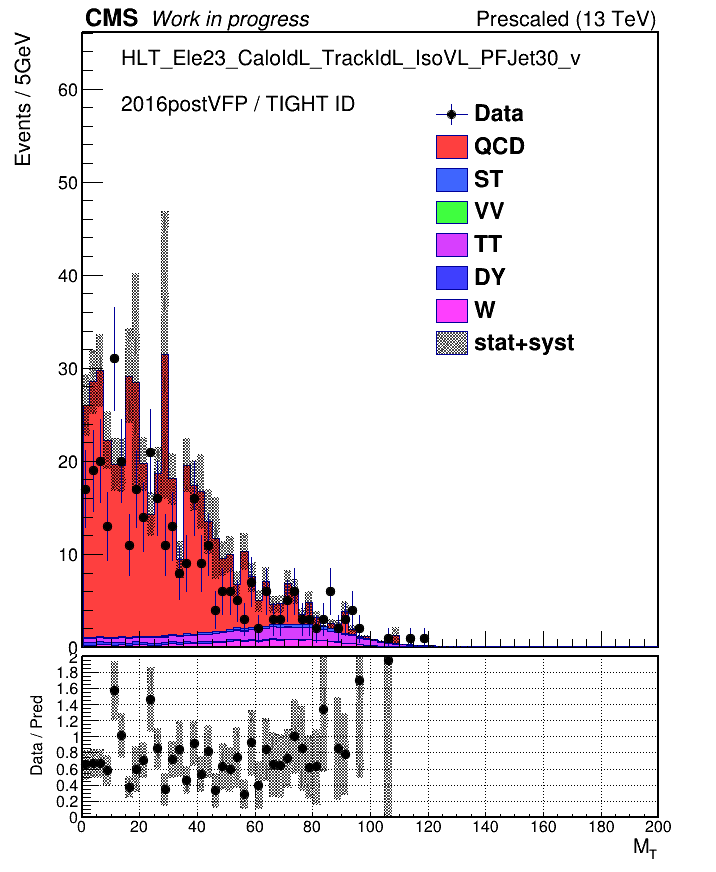 CMS Work in progress Prescaled (13 TeV)
Events / 5GeV
HLT_Ele23_CaloIdL_TrackIdL_IsoVL_PFJet30_v
2016postVFP / TIGHT ID
Data
QCD
ST
VV
TT
DY
W
stat+syst
60
50
40
30
20
10
0
Data / Pred
2
1.8
1.6
1.4
1.2
1
0.8
0.6
0.4
0.2
0
0 20 40 60 80 100 120 140 160 180 200
M_T